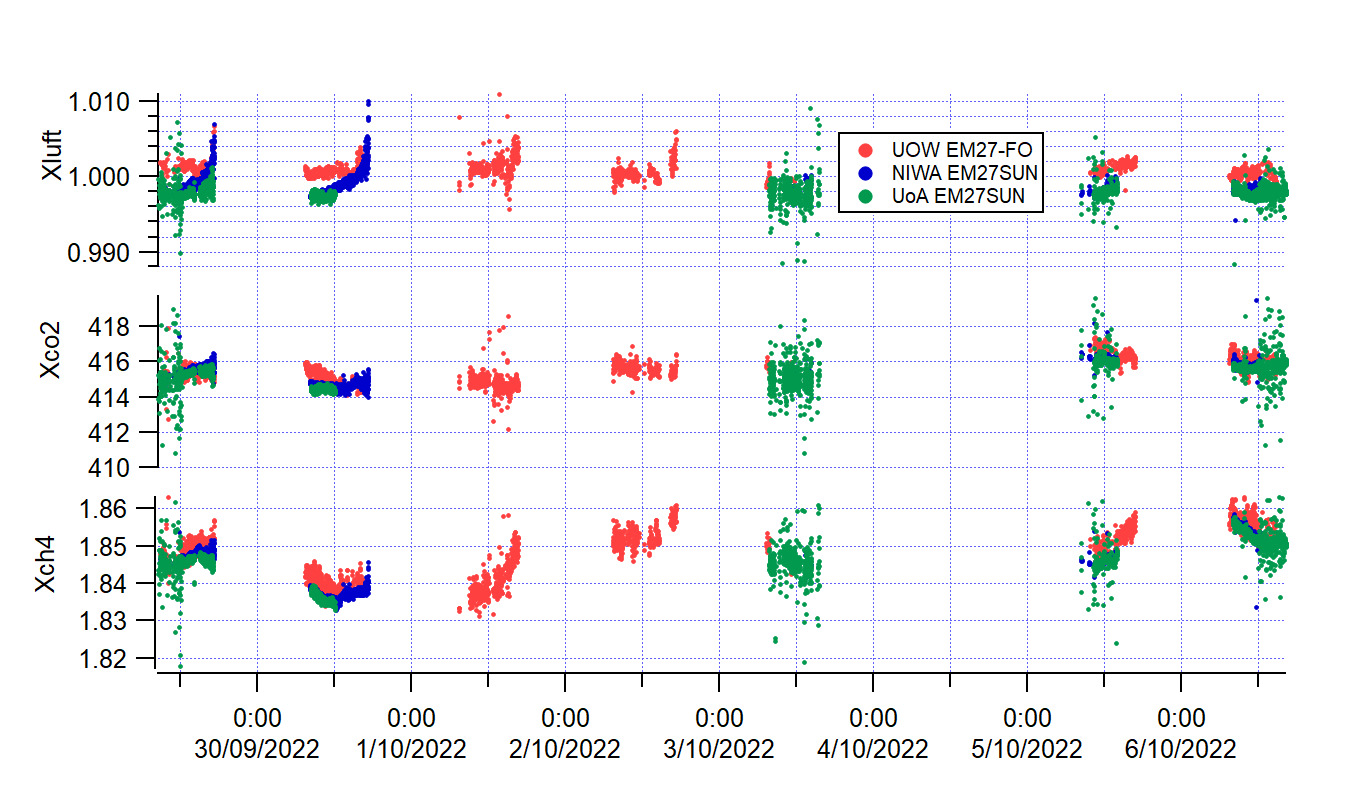 Xluft
1.010
1.000
0.990
UOW EM27-FO
NIWA EM27SUN
UoA EM27SUN
Xco2
418
416
414
412
410
Xch4
1.86
1.85
1.84
1.83
1.82
0:00 0:00 0:00 0:00 0:00 0:00 0:00
30/09/2022 1/10/2022 2/10/2022 3/10/2022 4/10/2022 5/10/2022 6/10/2022